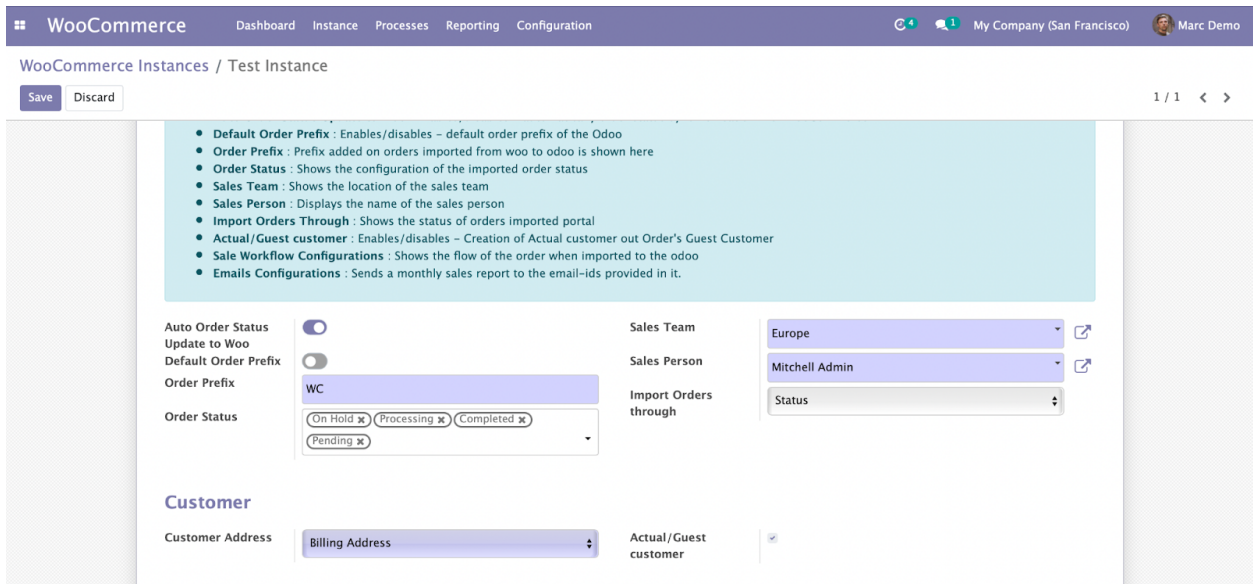 WooCommerce Dashboard Instance Processes Reporting Configuration 4 1 My Company (San Francisco) Marc Demo
WooCommerce Instances / Test Instance
Save Discard 1 / 1
Default Order Prefix : Enables/disables – default order prefix of the Odoo
Order Prefix : Prefix added on orders imported from woo to odoo is shown here
Order Status : Shows the configuration of the imported order status
Sales Team : Shows the location of the sales team
Sales Person : Displays the name of the sales person
Import Orders Through : Shows the status of orders imported portal
Actual/Guest customer : Enables/disables – Creation of Actual customer out Order's Guest Customer
Sale Workflow Configurations : Shows the flow of the order when imported to the odoo
Emails Configurations : Sends a monthly sales report to the email-ids provided in it.
Auto Order Status
Update to Woo
Default Order Prefix
Order Prefix WC
Order Status On Hold x Processing x Completed x
Pending x
Sales Team Europe
Sales Person Mitchell Admin
Import Orders
through
Status
Customer
Customer Address Billing Address
Actual/Guest
customer